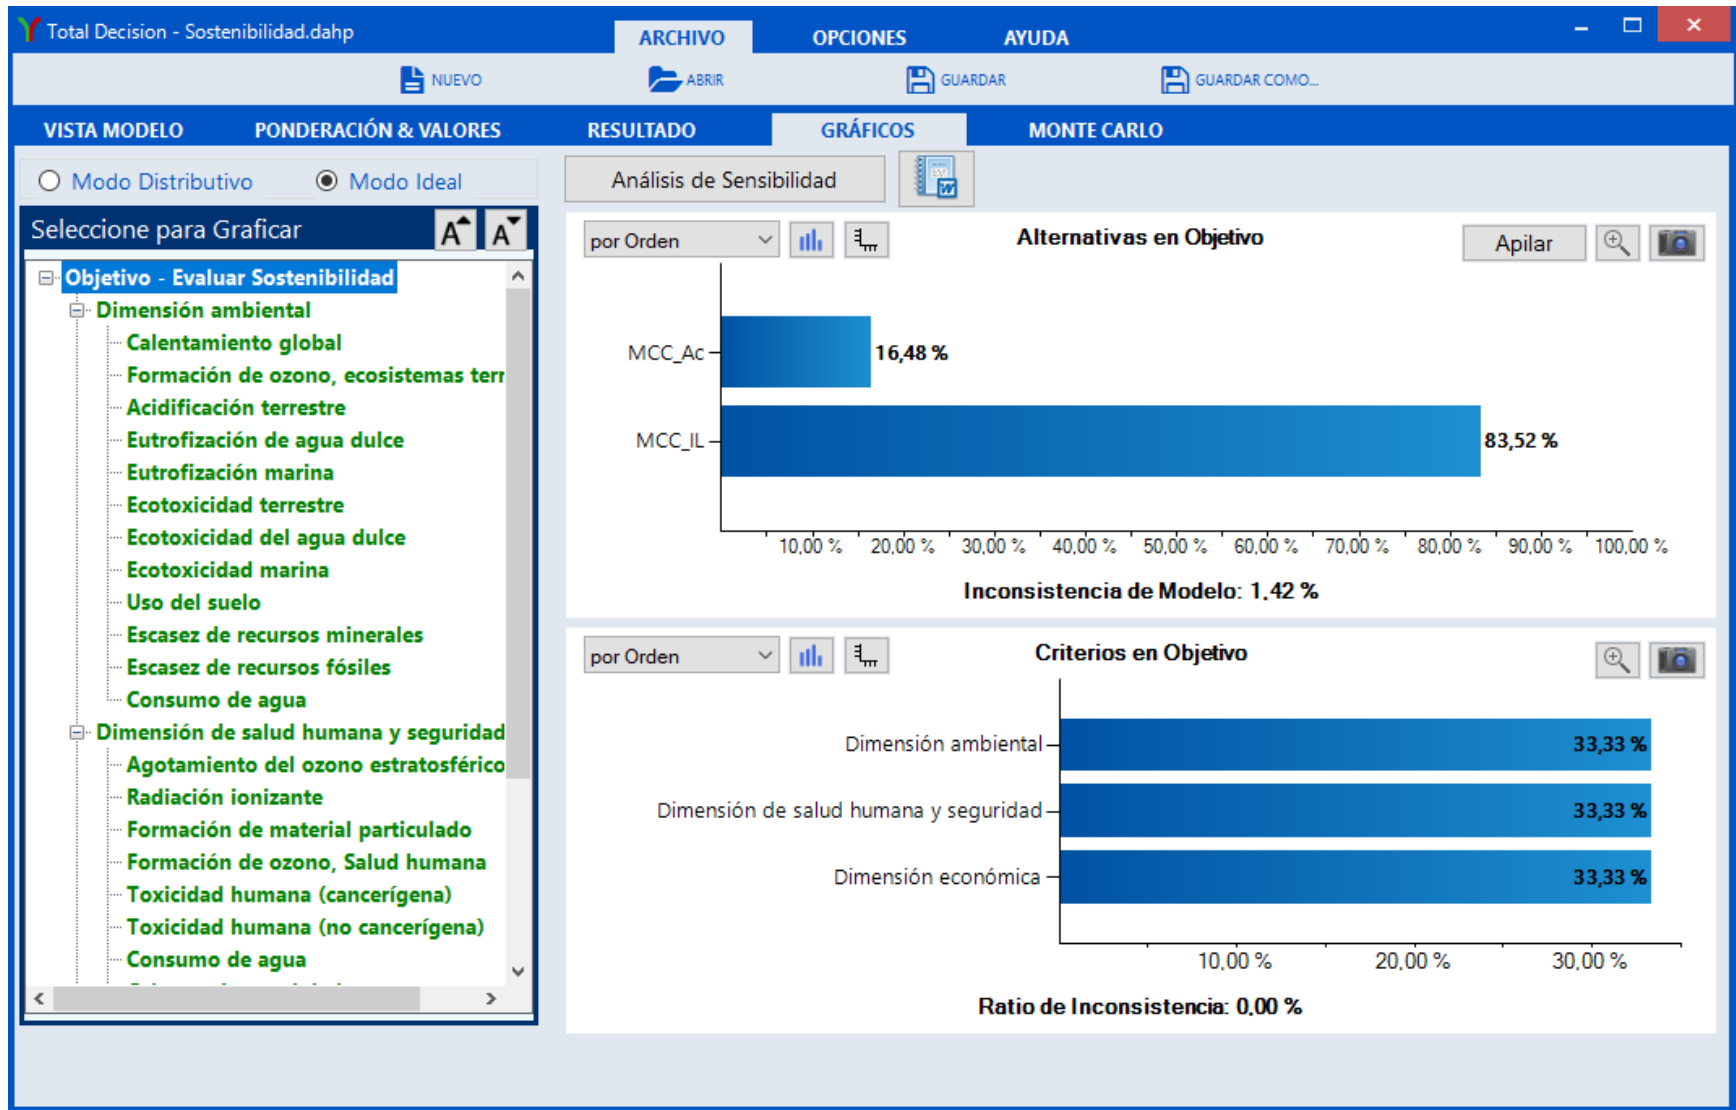 Total Decision - Sostenibilidad.dahp
ARCHIVO OPCIONES AYUDA
NUEVO ABRIR GUARDAR GUARDAR COMO...
VISTA MODELO PONDERACIÓN & VALORES RESULTADO GRÁFICOS MONTE CARLO
Modo Distributivo Modo Ideal
Análisis de Sensibilidad
Seleccione para Graficar
Objetivo - Evaluar Sostenibilidad
Dimensión ambiental
Calentamiento global
Formación de ozono, ecosistemas terr
Acidificación terrestre
Eutrofización de agua dulce
Eutrofización marina
Ecotoxicidad terrestre
Ecotoxicidad del agua dulce
Ecotoxicidad marina
Uso del suelo
Escasez de recursos minerales
Escasez de recursos fósiles
Consumo de agua
Dimensión de salud humana y seguridad
Agotamiento del ozono estratosférico
Radiación ionizante
Formación de material particulado
Formación de ozono, Salud humana
Toxicidad humana (cancerígena)
Toxicidad humana (no cancerígena)
Consumo de agua
por Orden
Alternativas en Objetivo
Apilar
MCC_Ac 16,48 %
MCC_IL 83,52 %
10,00 % 20,00 % 30,00 % 40,00 % 50,00 % 60,00 % 70,00 % 80,00 % 90,00 % 100,00 %
Inconsistencia de Modelo: 1.42 %
por Orden
Criterios en Objetivo
Dimensión ambiental 33,33 %
Dimensión de salud humana y seguridad 33,33 %
Dimensión económica 33,33 %
10,00 % 20,00 % 30,00 %
Ratio de Inconsistencia: 0,00 %